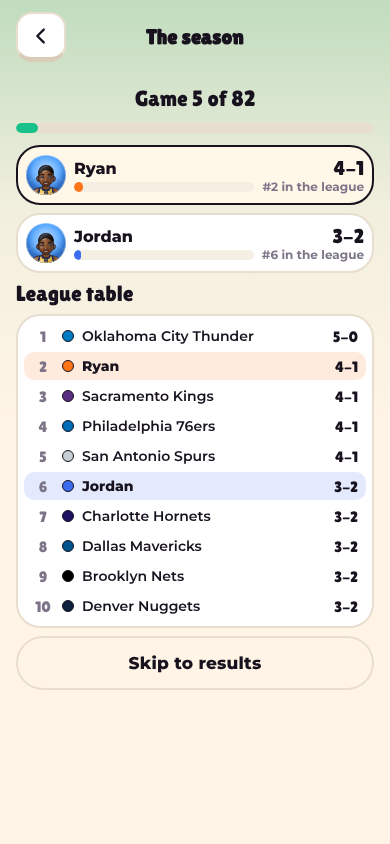 The season
Game 5 of 82
Ryan 4–1
#2 in the league
Jordan 3–2
#6 in the league
League table
1 Oklahoma City Thunder 5–0
2 Ryan 4–1
3 Sacramento Kings 4–1
4 Philadelphia 76ers 4–1
5 San Antonio Spurs 4–1
6 Jordan 3–2
7 Charlotte Hornets 3–2
8 Dallas Mavericks 3–2
9 Brooklyn Nets 3–2
10 Denver Nuggets 3–2
Skip to results